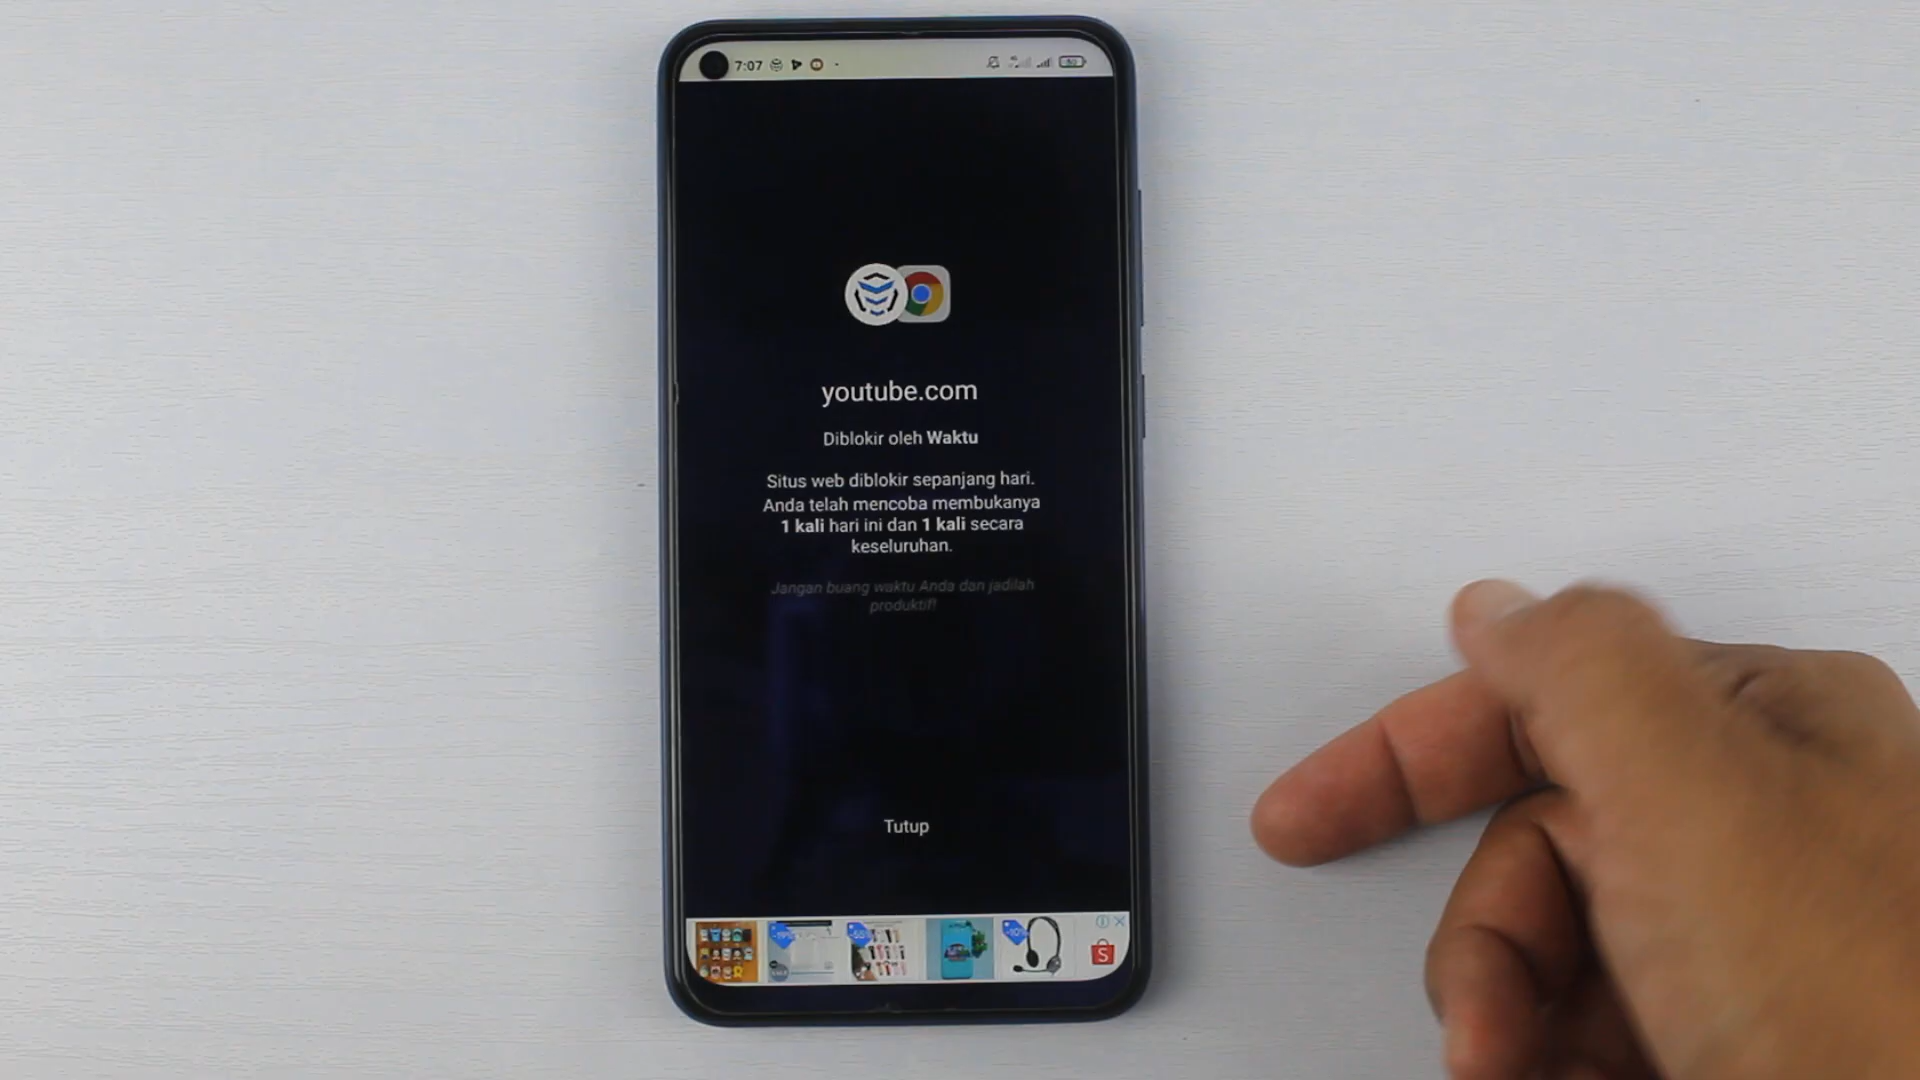 7:07
youtube.com
Diblokir oleh Waktu
Situs web diblokir sepanjang hari.
Anda telah mencoba membukanya
1 kali hari ini dan 1 kali secara
keseluruhan.
Jangan buang waktu Anda dan jadilah
produktif!
Tutup
-10%
S